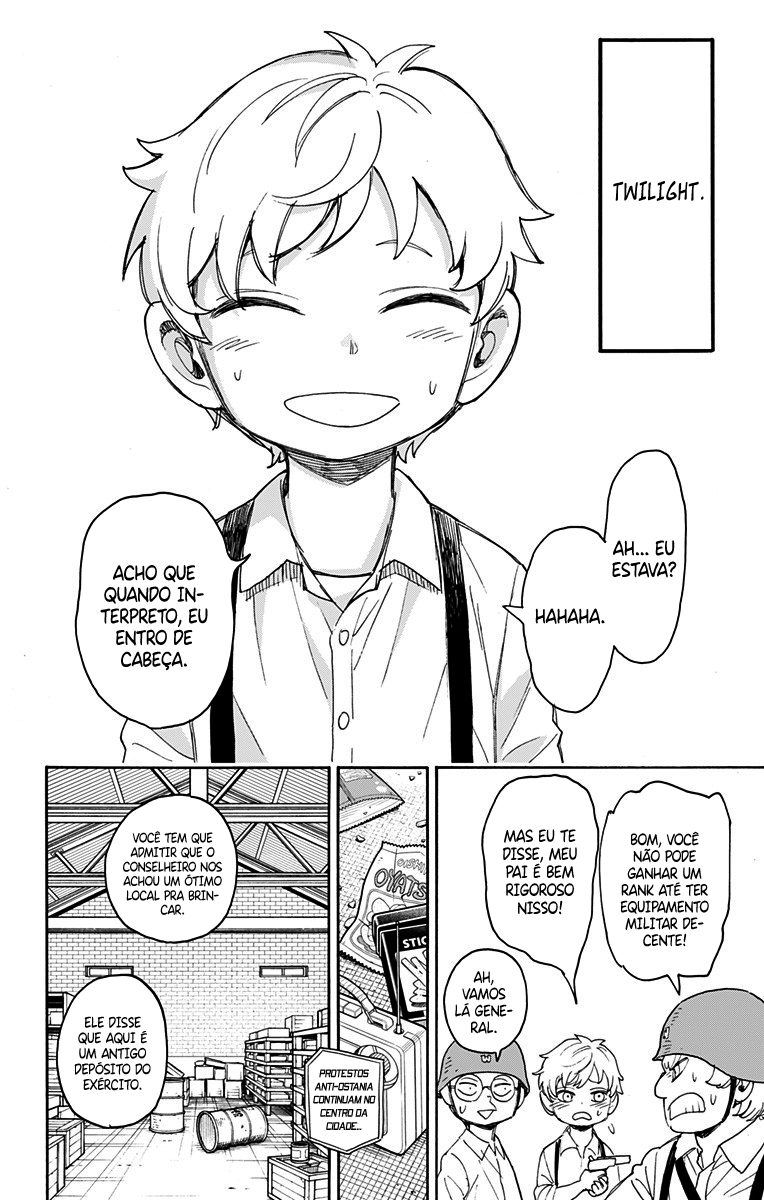 TWILIGHT.
AH... EU
ESTAVA?
HAHAHA.
ACHO QUE
QUANDO IN-
TERPRETO, EU
ENTRO DE
CABEÇA.
BOM, VOCÊ
NÃO PODE
GANHAR UM
RANK ATÉ TER
EQUIPAMENTO
MILITAR DE-
CENTE!
MAS EU TE
DISSE, MEU
PAI É BEM
RIGOROSO
NISSO!
AH,
VAMOS
LÁ GENE-
RAL.
OYATS
STIC
PROTESTOS
ANTI-OSTANIA
CONTINUAM NO
CENTRO DA
CIDADE...
VOCÊ TEM QUE
ADMITIR QUE O
CONSELHEIRO NOS
ACHOU UM ÓTIMO
LOCAL PRA BRIN-
CAR.
ELE DISSE
QUE AQUI É
UM ANTIGO
DEPÓSITO DO
EXÉRCITO.